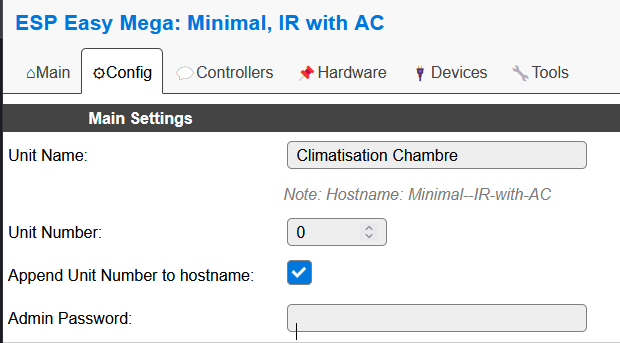 ESP Easy Mega: Minimal, IR with AC
Main Config Controllers Hardware Devices Tools
Main Settings
Unit Name: Climatisation Chambre
Note: Hostname: Minimal--IR-with-AC
Unit Number: 0
Append Unit Number to hostname:
Admin Password: